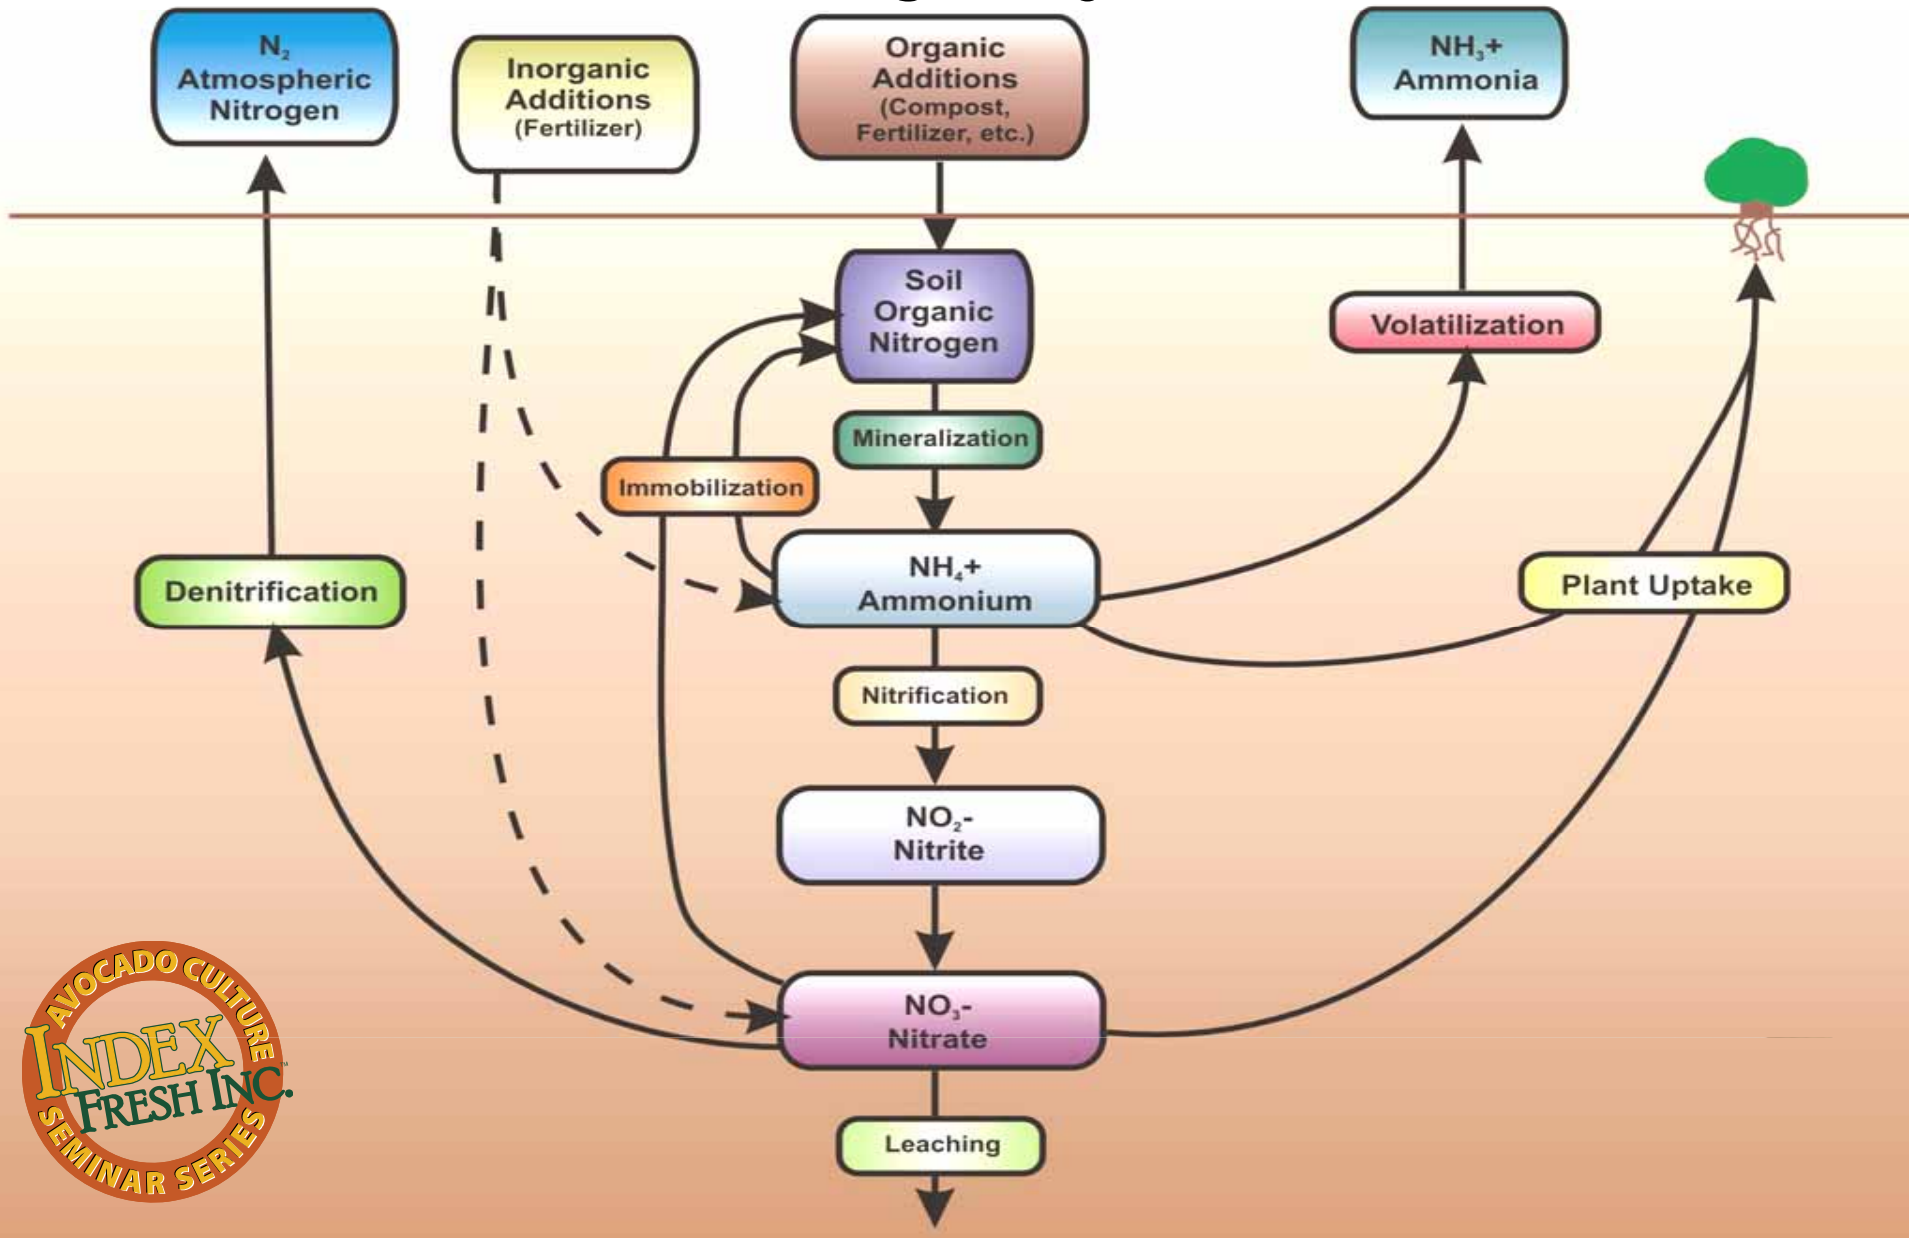 N₂
Atmospheric
Nitrogen
Inorganic
Additions
(Fertilizer)
Organic
Additions
(Compost,
Fertilizer, etc.)
NH₃+
Ammonia
Soil
Organic
Nitrogen
Volatilization
Mineralization
Immobilization
NH₄+
Ammonium
Denitrification
Plant Uptake
Nitrification
NO₂-
Nitrite
NO₃-
Nitrate
Leaching
AVOCADO CULTURE
INDEX
FRESH INC.™
SEMINAR SERIES